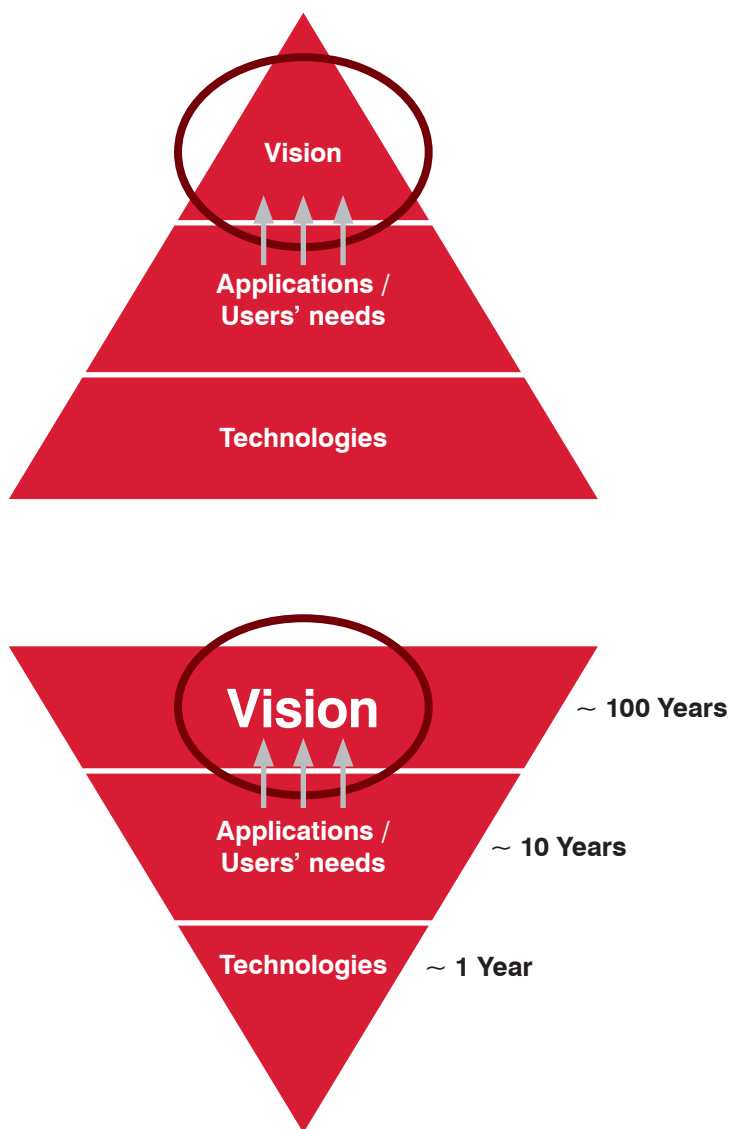 Vision
Applications /
Users’ needs
Technologies
Vision
~ 100 Years
Applications /
Users’ needs
~ 10 Years
Technologies
~ 1 Year